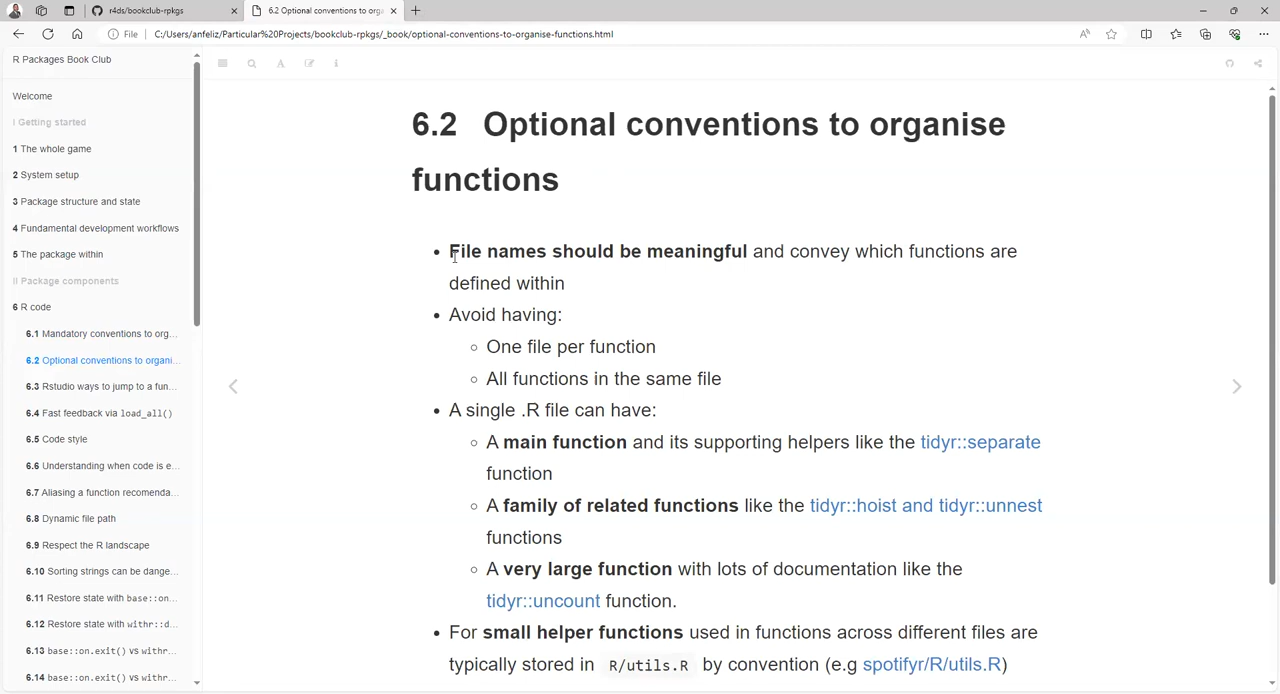 r4ds/bookclub-rpkgs
6.2 Optional conventions to orga
File
C:/Users/anfeliz/Particular%20Projects/bookclub-rpkgs/_book/optional-conventions-to-organise-functions.html
R Packages Book Club
Welcome
I Getting started
1 The whole game
2 System setup
3 Package structure and state
4 Fundamental development workflows
5 The package within
II Package components
6 R code
6.1 Mandatory conventions to org...
6.2 Optional conventions to organi...
6.3 Rstudio ways to jump to a fun...
6.4 Fast feedback via load_all()
6.5 Code style
6.6 Understanding when code is e...
6.7 Aliasing a function recomenda...
6.8 Dynamic file path
6.9 Respect the R landscape
6.10 Sorting strings can be dange...
6.11 Restore state with base::on...
6.12 Restore state with withr::d...
6.13 base::on.exit() vs withr...
6.14 base::on.exit() vs withr...
6.2 Optional conventions to organise
functions
• File names should be meaningful and convey which functions are
defined within
• Avoid having:
◦ One file per function
◦ All functions in the same file
• A single .R file can have:
◦ A main function and its supporting helpers like the tidyr::separate
function
◦ A family of related functions like the tidyr::hoist and tidyr::unnest
functions
◦ A very large function with lots of documentation like the
tidyr::uncount function.
• For small helper functions used in functions across different files are
typically stored in R/utils.R by convention (e.g spotifyr/R/utils.R)